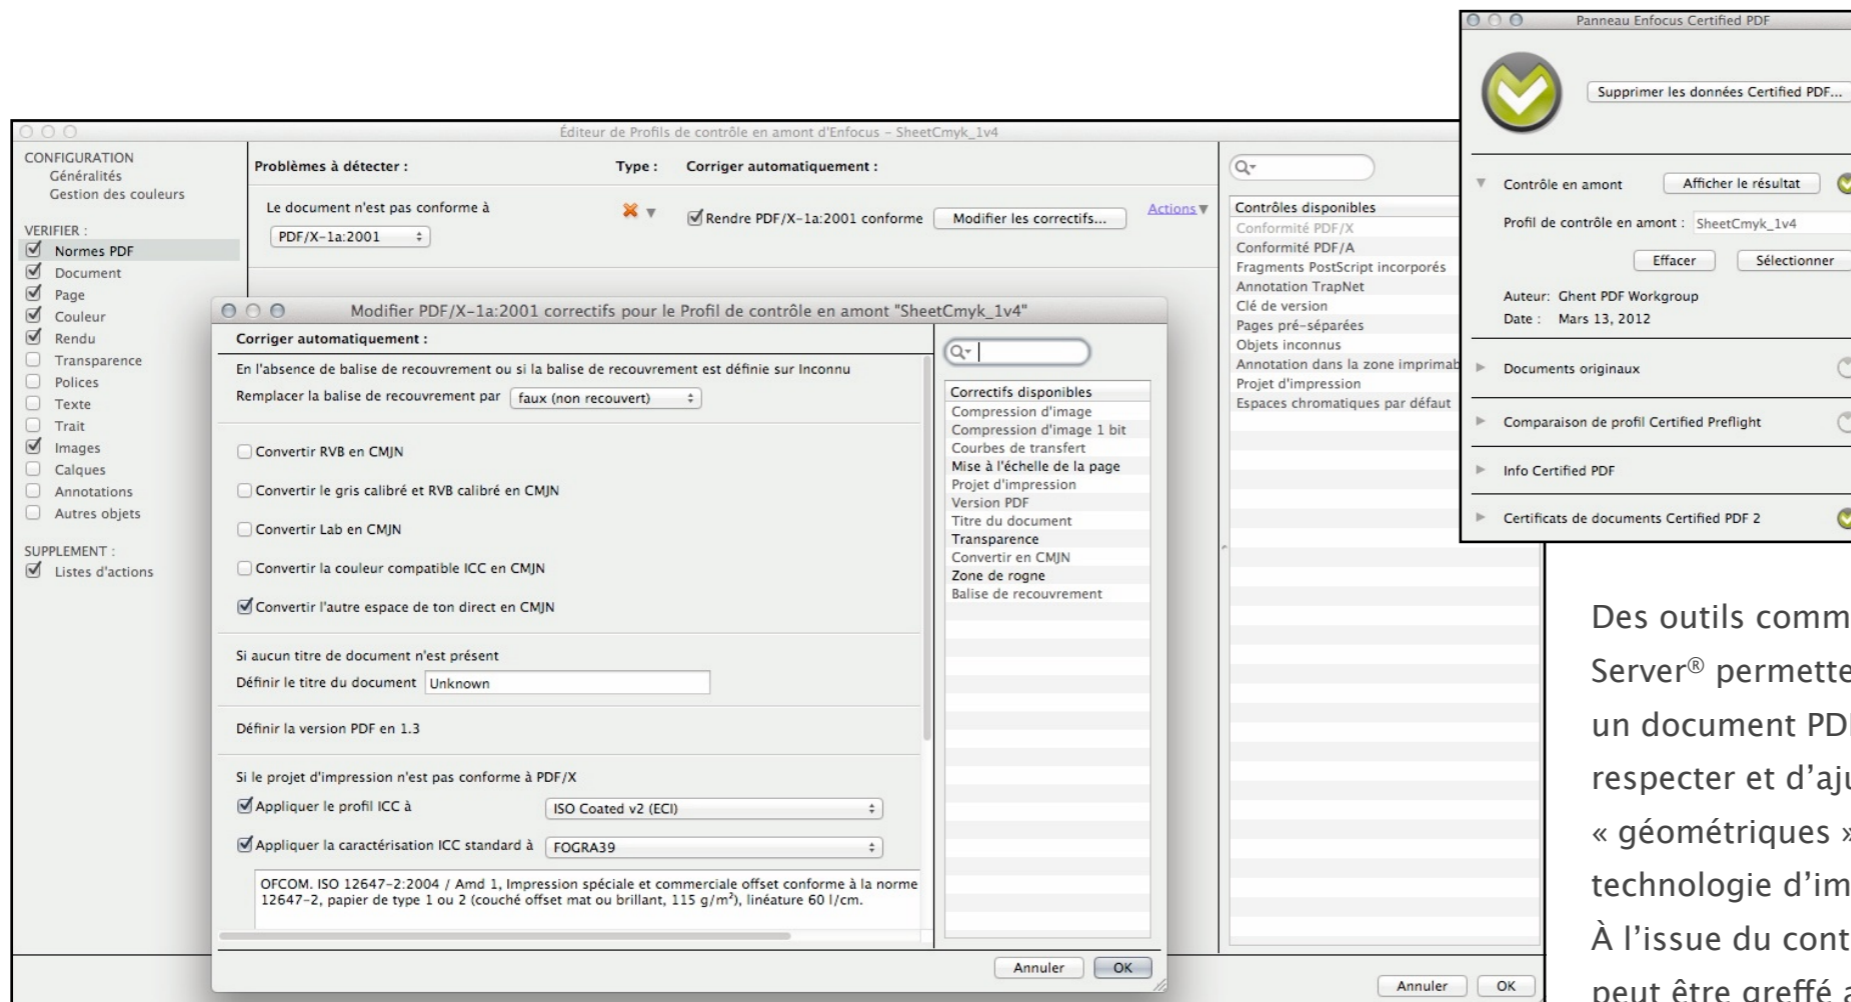 Panneau Enfocus Certified PDF
Supprimer les données Certified PDF...
Contrôle en amont
Afficher le résultat
Profil de contrôle en amont : SheetCmyk_1v4
Effacer
Sélectionner
Auteur: Ghent PDF Workgroup
Date : Mars 13, 2012
Documents originaux
Comparaison de profil Certified Preflight
Info Certified PDF
Certificats de documents Certified PDF 2
Éditeur de Profils de contrôle en amont d'Enfocus - SheetCmyk_1v4
CONFIGURATION
Généralités
Gestion des couleurs
VERIFIER :
Normes PDF
Document
Page
Couleur
Rendu
Transparence
Polices
Texte
Trait
Images
Calques
Annotations
Autres objets
SUPPLEMENT :
Listes d'actions
Problèmes à détecter :
Type :
Corriger automatiquement :
Le document n'est pas conforme à
PDF/X-1a:2001
Rendre PDF/X-1a:2001 conforme
Modifier les correctifs...
Actions
Contrôles disponibles
Conformité PDF/X
Conformité PDF/A
Fragments PostScript incorporés
Annotation TrapNet
Clé de version
Pages pré-séparées
Objets inconnus
Annotation dans la zone imprimab
Projet d'impression
Espaces chromatiques par défaut
Annuler
OK
Modifier PDF/X-1a:2001 correctifs pour le Profil de contrôle en amont "SheetCmyk_1v4"
Corriger automatiquement :
En l'absence de balise de recouvrement ou si la balise de recouvrement est définie sur Inconnu
Remplacer la balise de recouvrement par faux (non recouvert)
Convertir RVB en CMJN
Convertir le gris calibré et RVB calibré en CMJN
Convertir Lab en CMJN
Convertir la couleur compatible ICC en CMJN
Convertir l'autre espace de ton direct en CMJN
Si aucun titre de document n'est présent
Définir le titre du document Unknown
Définir la version PDF en 1.3
Si le projet d'impression n'est pas conforme à PDF/X
Appliquer le profil ICC à ISO Coated v2 (ECI)
Appliquer la caractérisation ICC standard à FOGRA39
OFCOM. ISO 12647-2:2004 / Amd 1, Impression spéciale et commerciale offset conforme à la norme
12647-2, papier de type 1 ou 2 (couché offset mat ou brillant, 115 g/m²), linéature 60 l/cm.
Correctifs disponibles
Compression d'image
Compression d'image 1 bit
Courbes de transfert
Mise à l'échelle de la page
Projet d'impression
Version PDF
Titre du document
Transparence
Convertir en CMJN
Zone de rogne
Balise de recouvrement
Annuler
OK
Des outils comm
Server® permette
un document PD
respecter et d'aju
« géométriques »
technologie d'im
À l'issue du cont
peut être greffé a